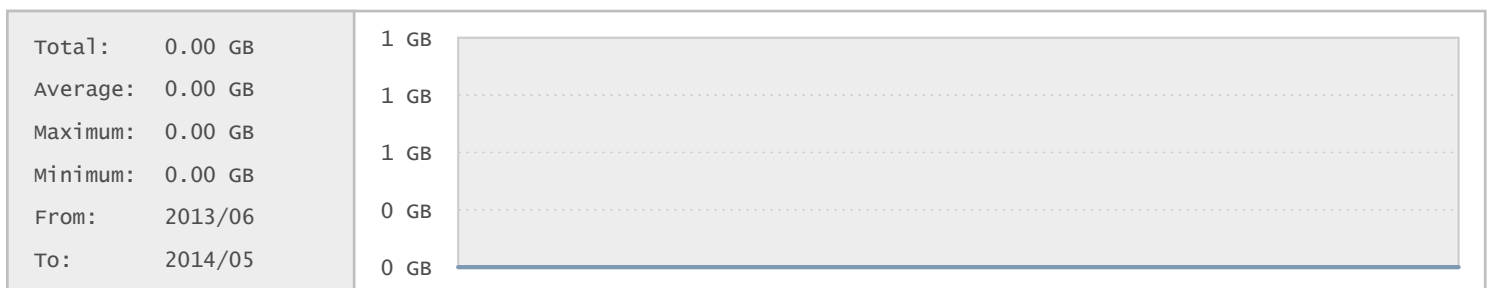 Total: 0.00 GB
Average: 0.00 GB
Maximum: 0.00 GB
Minimum: 0.00 GB
From: 2013/06
To: 2014/05
1 GB
1 GB
1 GB
0 GB
0 GB